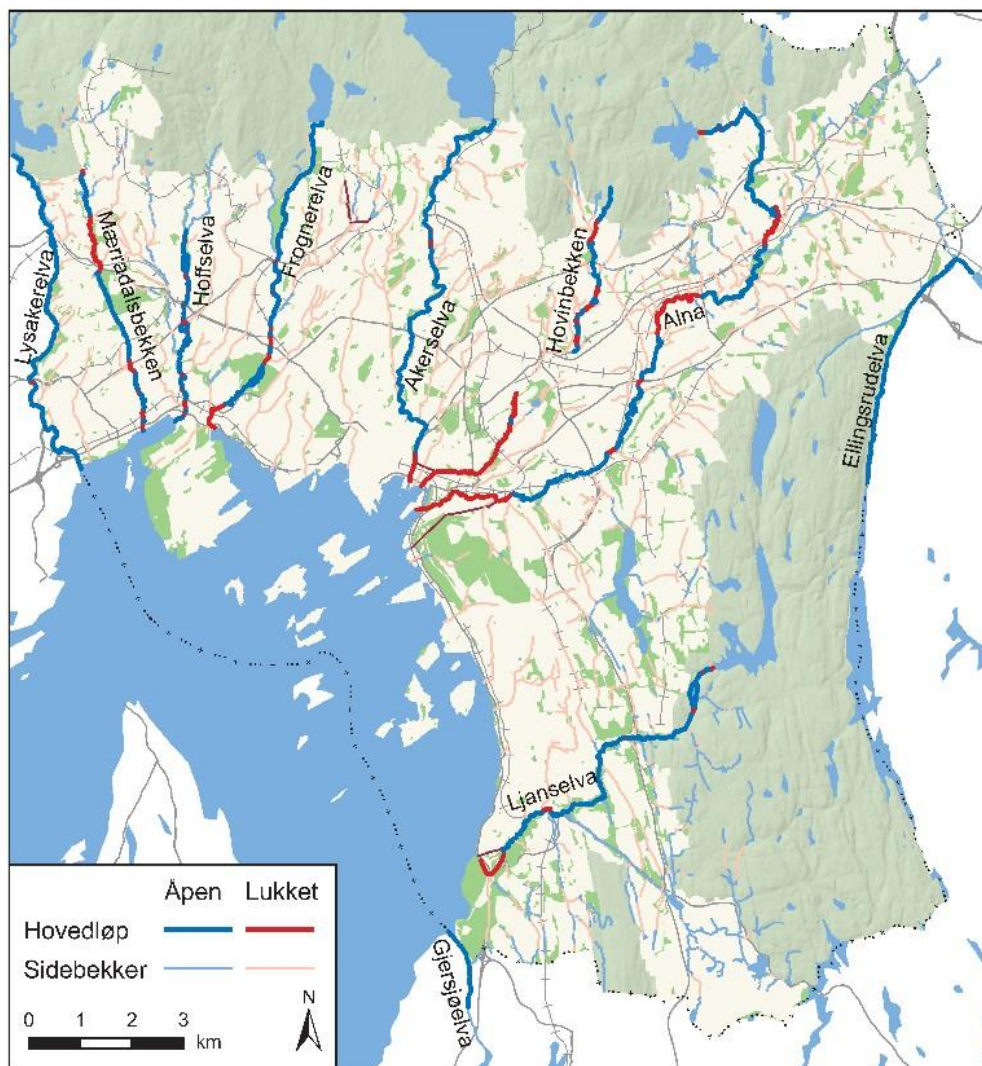 Lysakerelva
Mærradalsbekken
Hoffselva
Frognerelva
Akerselva
Hovinbekken
Alna
Ellingsrudelva
Ljanselva
Gjersjøelva
Åpen Lukket
Hovedløp
Sidebekker
N
0 1 2 3
km